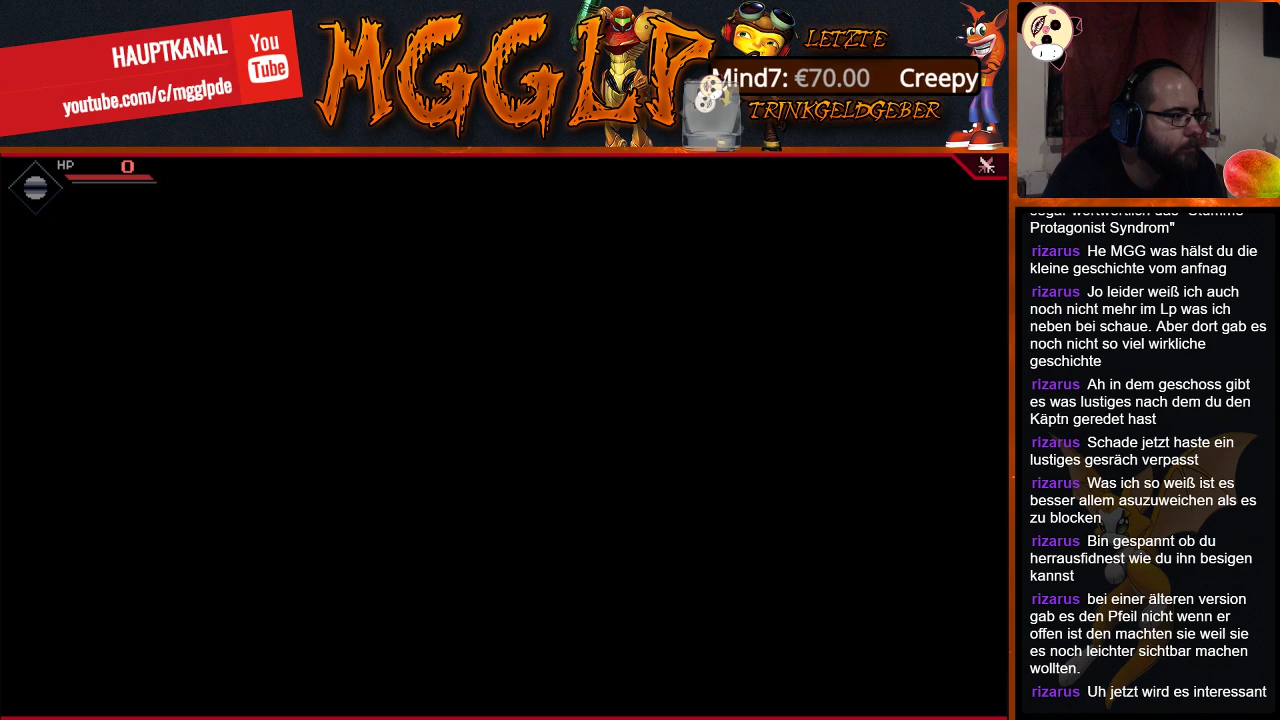 HAUPTKANAL
You
Tube
youtube.com/c/mgglpde
MGGLP
LETZTE
Mind7: €70.00 Creepy
TRINKGELDGEBER
HP 0
Protagonist Syndrom"
rizarus He MGG was hälst du die
kleine geschichte vom anfnag
rizarus Jo leider weiß ich auch
noch nicht mehr im Lp was ich
neben bei schaue. Aber dort gab es
noch nicht so viel wirkliche
geschichte
rizarus Ah in dem geschoss gibt
es was lustiges nach dem du den
Käptn geredet hast
rizarus Schade jetzt haste ein
lustiges gesräch verpasst
rizarus Was ich so weiß ist es
besser allem asuzuweichen als es
zu blocken
rizarus Bin gespannt ob du
herrausfidnest wie du ihn besigen
kannst
rizarus bei einer älteren version
gab es den Pfeil nicht wenn er
offen ist den machten sie weil sie
es noch leichter sichtbar machen
wollten.
rizarus Uh jetzt wird es interessant